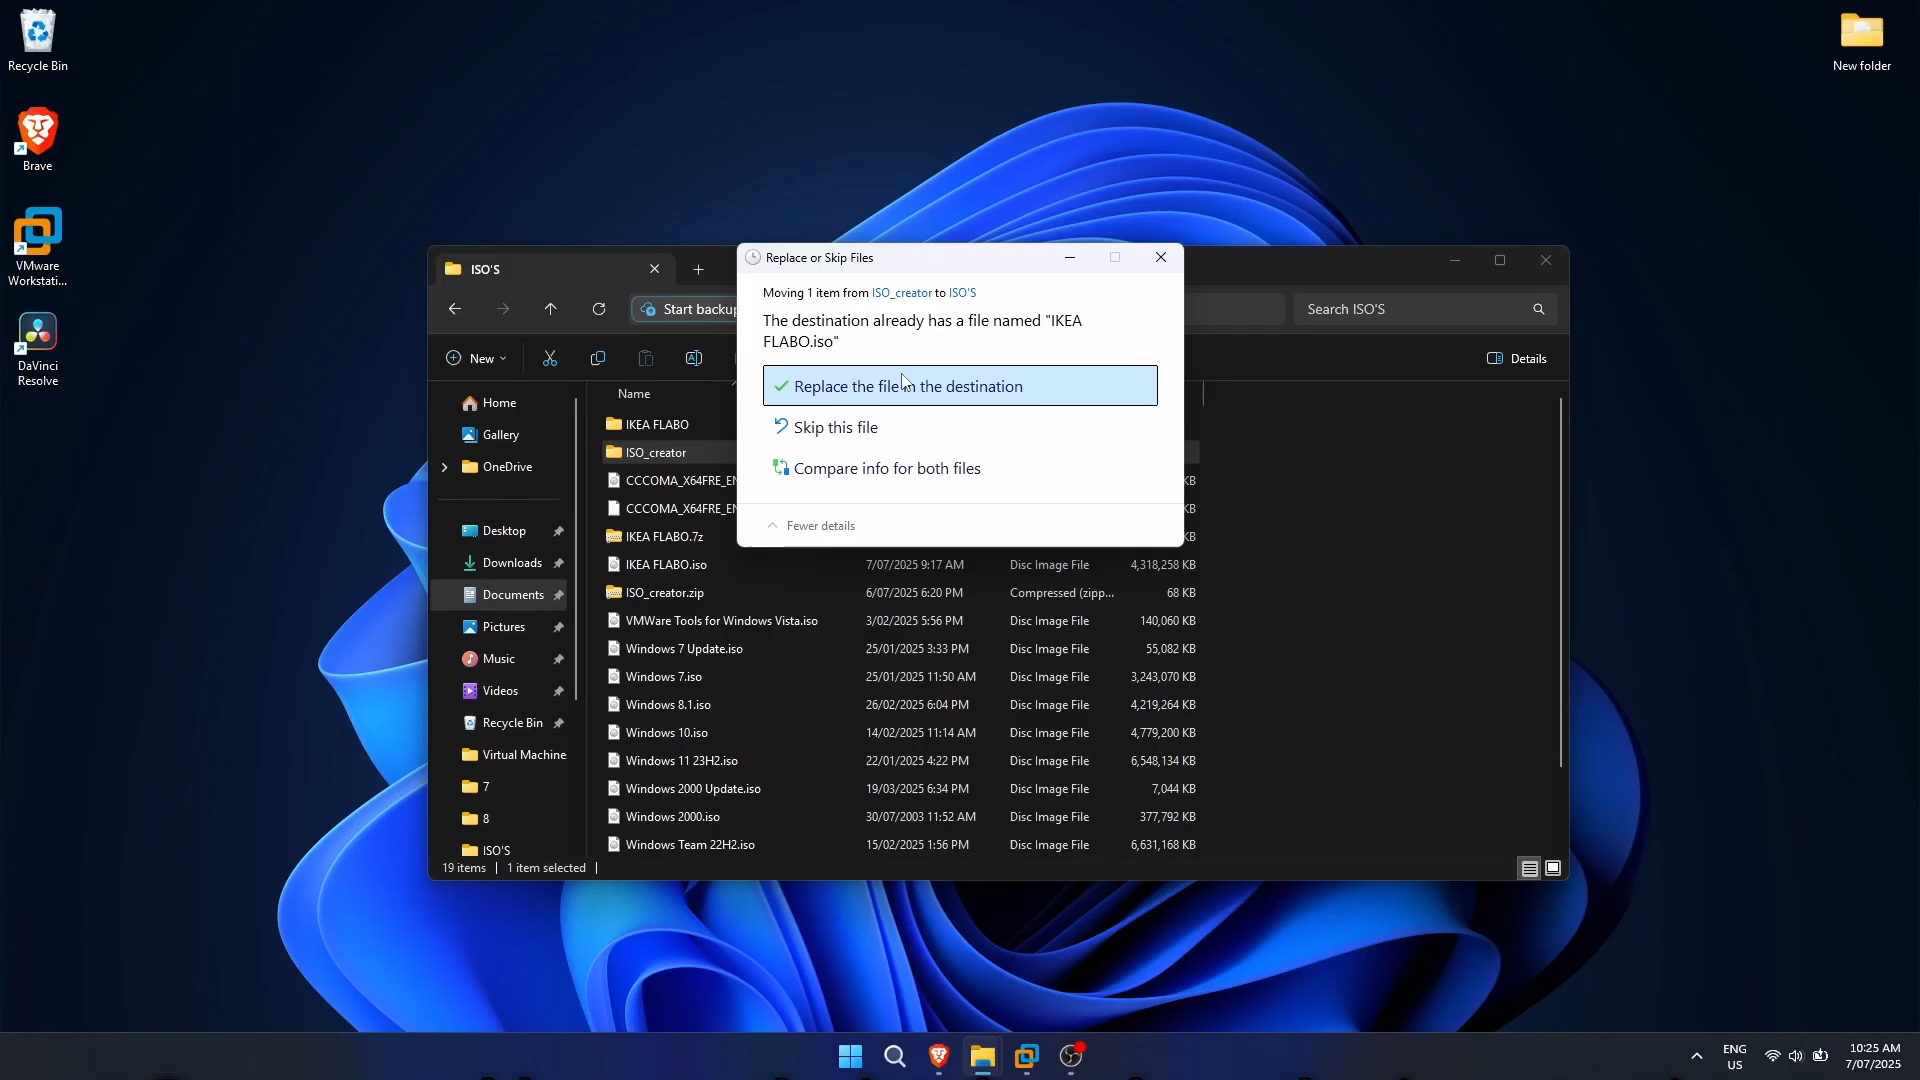 Recycle Bin
Brave
VMware
Workstati...
DaVinci
Resolve
New folder
ISO'S
Start backup
Search ISO'S
New
Details
Home
Gallery
OneDrive
Desktop
Downloads
Documents
Pictures
Music
Videos
Recycle Bin
Virtual Machine
7
8
ISO'S
Replace or Skip Files
Moving 1 item from ISO_creator to ISO'S
The destination already has a file named "IKEA
FLABO.iso"
Replace the file in the destination
Skip this file
Compare info for both files
Fewer details
Name
IKEA FLABO
ISO_creator
CCCOMA_X64FRE_EN KB
CCCOMA_X64FRE_EN KB
IKEA FLABO.7z KB
IKEA FLABO.iso 7/07/2025 9:17 AM Disc Image File 4,318,258 KB
ISO_creator.zip 6/07/2025 6:20 PM Compressed (zipp... 68 KB
VMWare Tools for Windows Vista.iso 3/02/2025 5:56 PM Disc Image File 140,060 KB
Windows 7 Update.iso 25/01/2025 3:33 PM Disc Image File 55,082 KB
Windows 7.iso 25/01/2025 11:50 AM Disc Image File 3,243,070 KB
Windows 8.1.iso 26/02/2025 6:04 PM Disc Image File 4,219,264 KB
Windows 10.iso 14/02/2025 11:14 AM Disc Image File 4,779,200 KB
Windows 11 23H2.iso 22/01/2025 4:22 PM Disc Image File 6,548,134 KB
Windows 2000 Update.iso 19/03/2025 6:34 PM Disc Image File 7,044 KB
Windows 2000.iso 30/07/2003 11:52 AM Disc Image File 377,792 KB
Windows Team 22H2.iso 15/02/2025 1:56 PM Disc Image File 6,631,168 KB
19 items 1 item selected
ENG
US
10:25 AM
7/07/2025